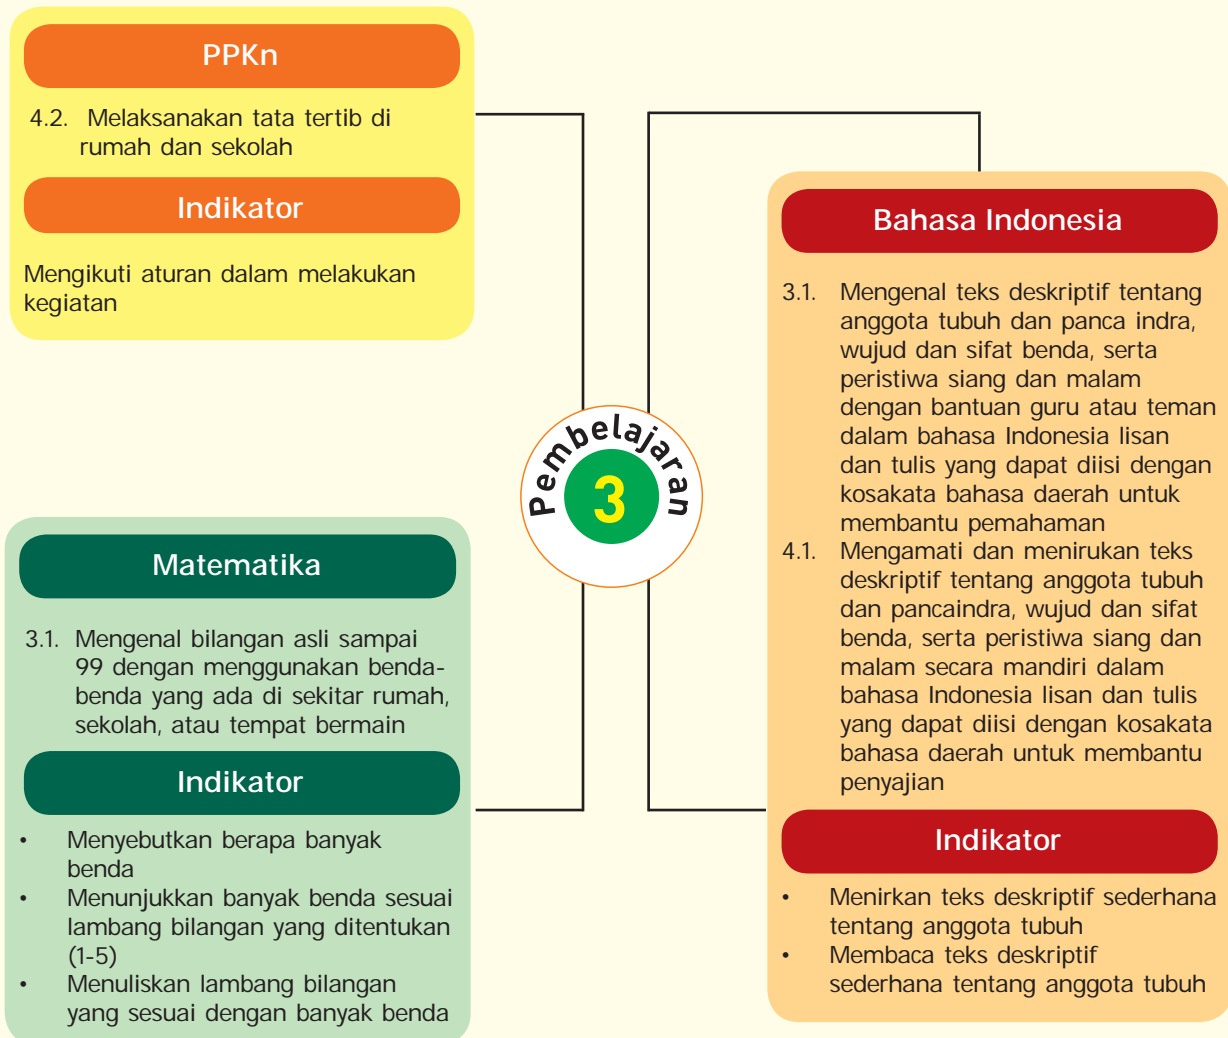 PPKn
4.2. Melaksanakan tata tertib di
rumah dan sekolah
Indikator
Mengikuti aturan dalam melakukan
kegiatan
Pembelajaran
3
Matematika
3.1. Mengenal bilangan asli sampai
99 dengan menggunakan benda-
benda yang ada di sekitar rumah,
sekolah, atau tempat bermain
Indikator
• Menyebutkan berapa banyak
benda
• Menunjukkan banyak benda sesuai
lambang bilangan yang ditentukan
(1-5)
• Menuliskan lambang bilangan
yang sesuai dengan banyak benda
Bahasa Indonesia
3.1. Mengenal teks deskriptif tentang
anggota tubuh dan panca indra,
wujud dan sifat benda, serta
peristiwa siang dan malam
dengan bantuan guru atau teman
dalam bahasa Indonesia lisan
dan tulis yang dapat diisi dengan
kosakata bahasa daerah untuk
membantu pemahaman
4.1. Mengamati dan menirukan teks
deskriptif tentang anggota tubuh
dan pancaindra, wujud dan sifat
benda, serta peristiwa siang dan
malam secara mandiri dalam
bahasa Indonesia lisan dan tulis
yang dapat diisi dengan kosakata
bahasa daerah untuk membantu
penyajian
Indikator
• Menirkan teks deskriptif sederhana
tentang anggota tubuh
• Membaca teks deskriptif
sederhana tentang anggota tubuh